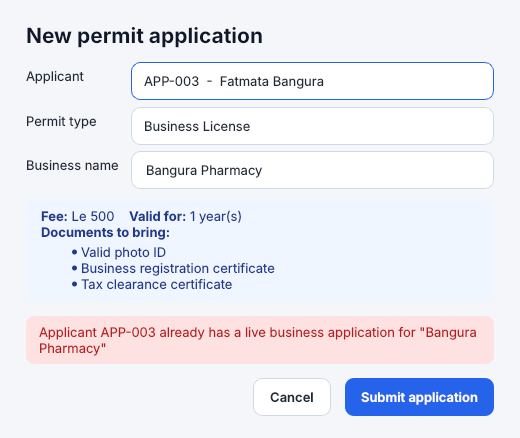 New permit application
Applicant
APP-003 - Fatmata Bangura
Permit type
Business License
Business name
Bangura Pharmacy
Fee: Le 500 Valid for: 1 year(s)
Documents to bring:
• Valid photo ID
• Business registration certificate
• Tax clearance certificate
Applicant APP-003 already has a live business application for "Bangura
Pharmacy"
Cancel
Submit application